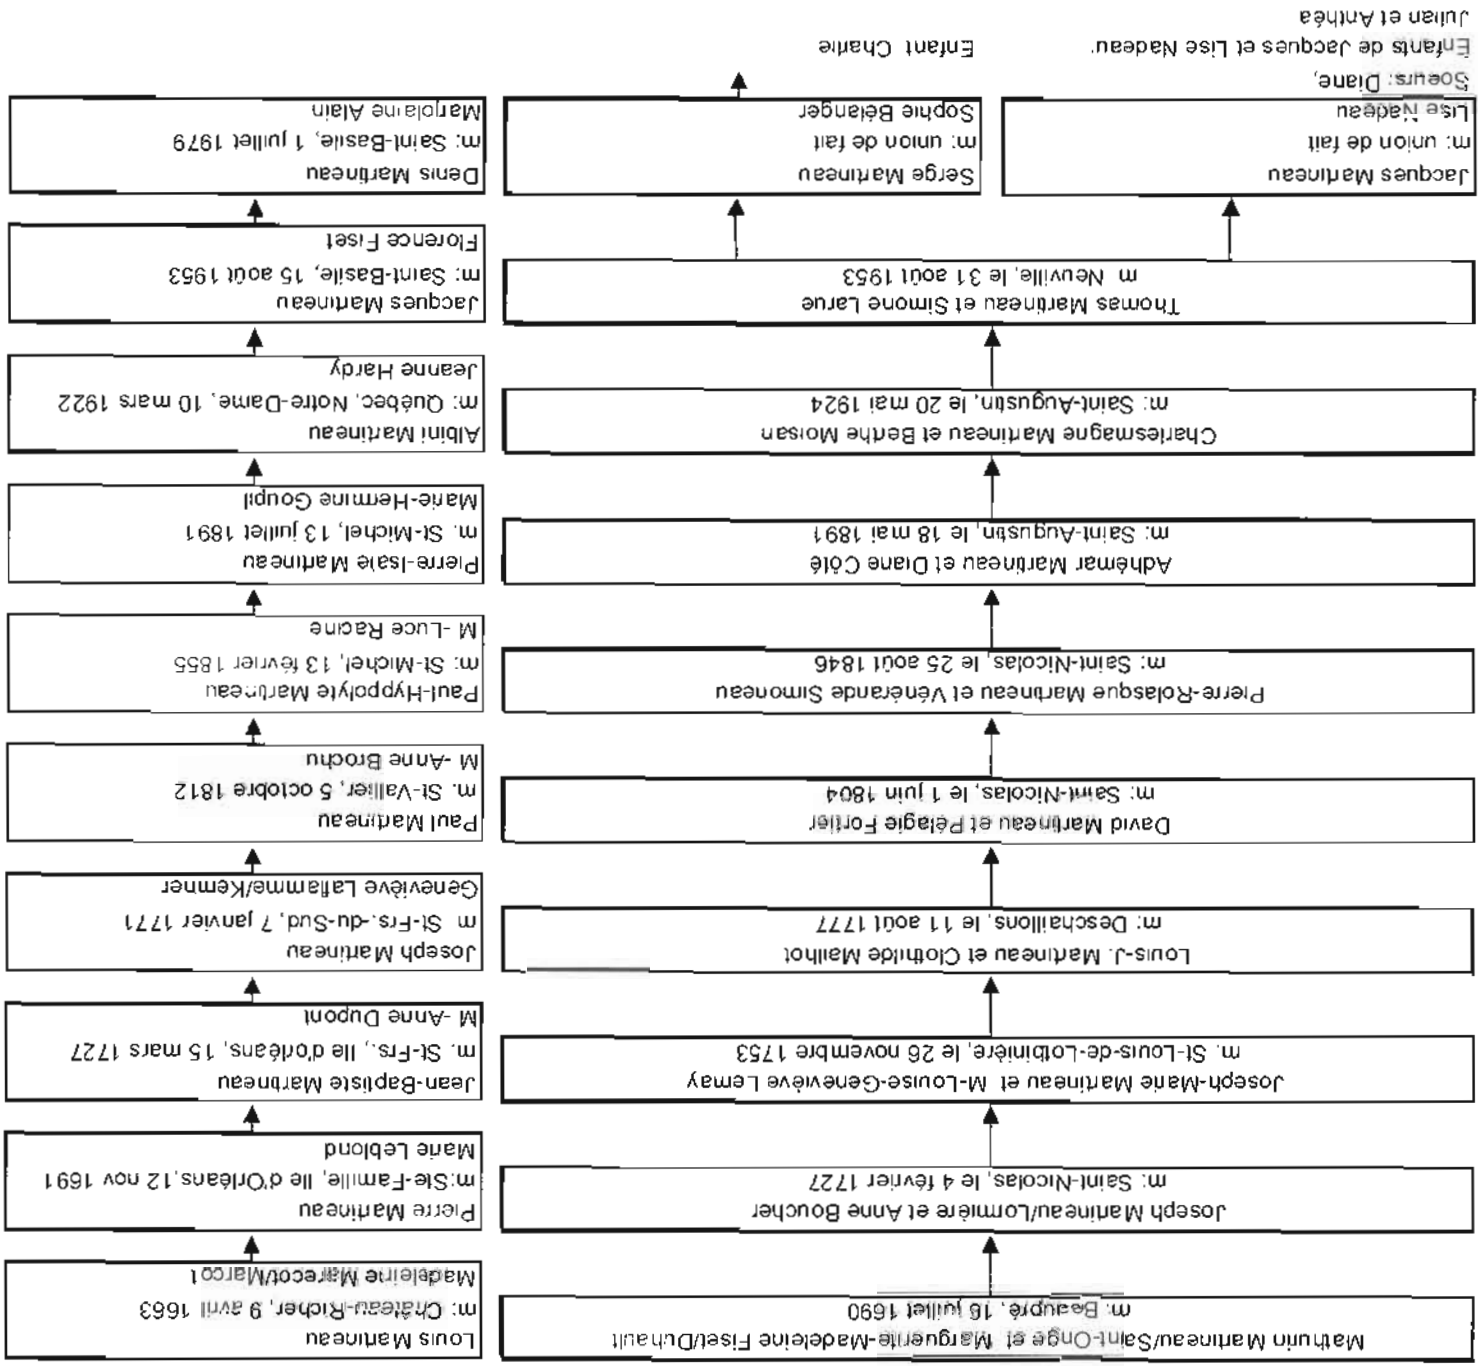 Mathurin Martineau/Saint-Onge et Marguerite-Madeleine Fiset/Duhault
m: Beaupré, 16 juillet 1690
Joseph Martineau/Lormière et Anne Boucher
m: Saint-Nicolas, le 4 février 1727
Joseph-Marie Martineau et M-Louise-Geneviève Lemay
m. St-Louis-de-Lotbinière, le 26 novembre 1753
Louis-J. Martineau et Clothilde Mailhot
m: Deschaillons, le 11 août 1777
David Martineau et Pélagie Fortier
m: Saint-Nicolas, le 1 juin 1804
Pierre-Rolasque Martineau et Vénérande Simoneau
m: Saint-Nicolas, le 25 août 1846
Adhémar Martineau et Diane Côté
m: Saint-Augustin, le 18 mai 1891
Charlesmagne Martineau et Berthe Moisan
m: Saint-Augustin, le 20 mai 1924
Thomas Martineau et Simone Larue
m Neuville, le 31 août 1953
Jacques Martineau
m: union de fait
Lise Nadeau
Soeurs: Diane,
Enfants de Jacques et Lise Nadeau:
Julian et Anthéa
Serge Martineau
m: union de fait
Sophie Bélanger
Enfant Charlie
Louis Martineau
m: Château-Richer, 9 avril 1663
Madeleine Marecot/Marcot
Pierre Martineau
m:Ste-Famille, Ile d'Orléans,12 nov 1691
Marie Leblond
Jean-Baptiste Martineau
m. St-Frs., Ile d'orléans, 15 mars 1727
M -Anne Dupont
Joseph Martineau
m St-Frs.-du-Sud, 7 janvier 1771
Geneviève Laflamme/Kemner
Paul Martineau
m. St-Vallier, 5 octobre 1812
M -Anne Brochu
Paul-Hyppolyte Martineau
m: St-Michel, 13 février 1855
M -Luce Racine
Pierre-Isaïe Martineau
m. St-Michel, 13 juillet 1891
Marie-Hermine Goupil
Albini Martineau
m: Québec, Notre-Dame, 10 mars 1922
Jeanne Hardy
Jacques Martineau
m: Saint-Basile, 15 août 1953
Florence Fiset
Denis Martineau
m: Saint-Basile, 1 juillet 1979
Marjolaine Alain